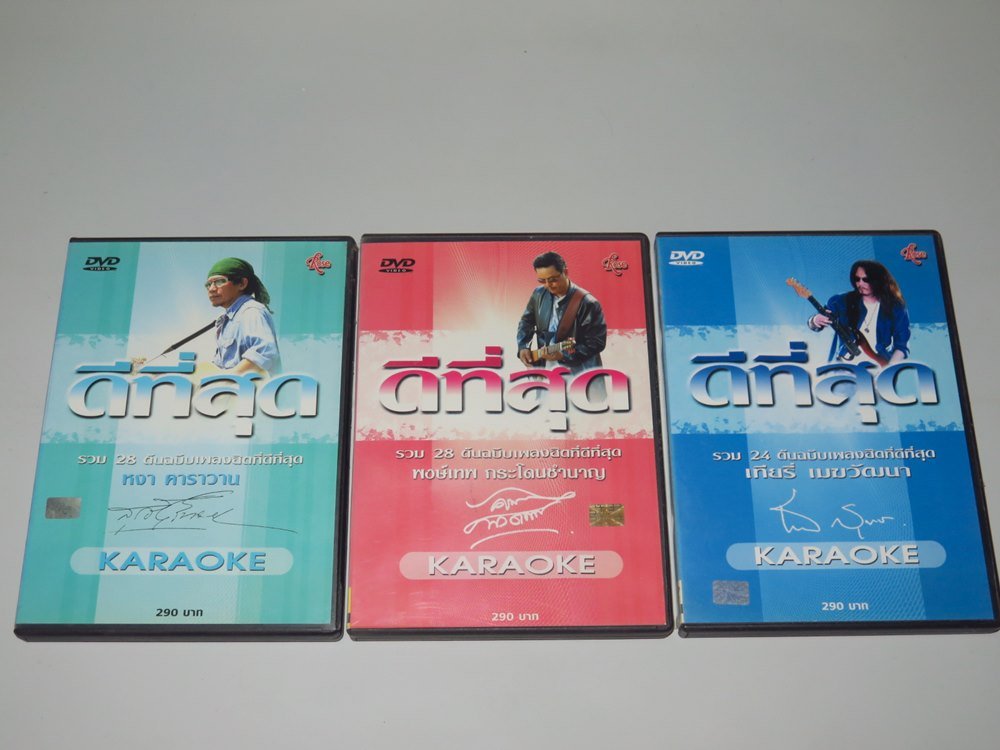 DVD
VIDEO
Rose
ดีที่สุด
รวม 28 ต้นฉบับเพลงฮิตที่ดีที่สุด
หงา คาราวาน
KARAOKE
290 บาท
DVD
VIDEO
Rose
ดีที่สุด
รวม 28 ต้นฉบับเพลงฮิตที่ดีที่สุด
พงษ์เทพ กระโดนชำนาญ
KARAOKE
290 บาท
DVD
VIDEO
Rose
ดีที่สุด
รวม 24 ต้นฉบับเพลงฮิตที่ดีที่สุด
เทียรี่ เมฆวัฒนา
KARAOKE
290 บาท